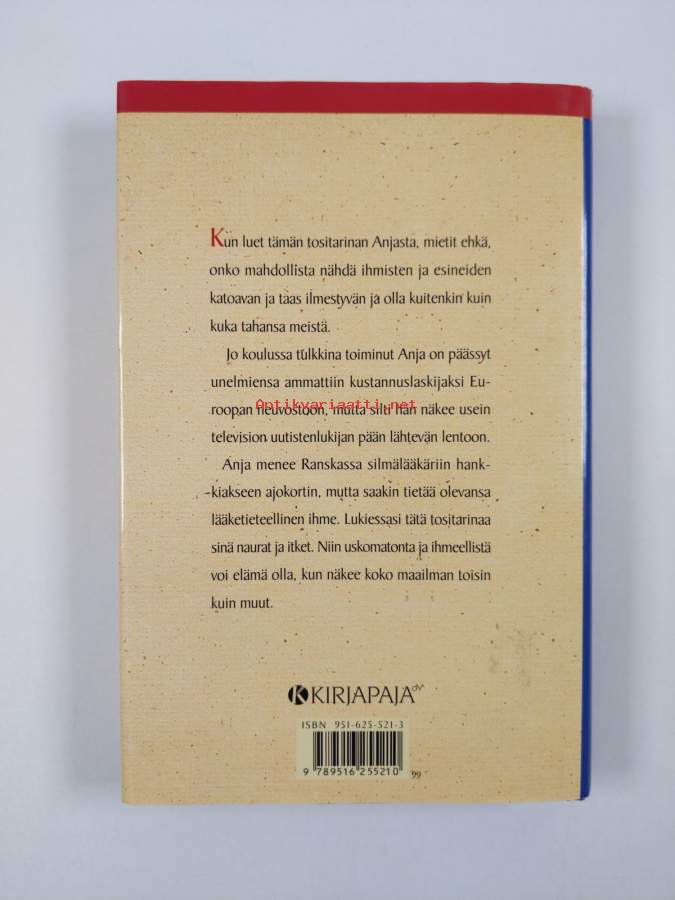 Kun luet tämän tositarinan Anjasta, mietit ehkä,
onko mahdollista nähdä ihmisten ja esineiden
katoavan ja taas ilmestyvän ja olla kuitenkin kuin
kuka tahansa meistä.
Jo koulussa tulkkina toiminut Anja on päässyt
unelmiensa ammattiin kustannuslaskijaksi Eu-
Antikvariaatti.net
roopan neuvostoon, mutta silti hän näkee usein
television uutistenlukijan pään lähtevän lentoon.
Anja menee Ranskassa silmälääkäriin hank-
kiakseen ajokortin, mutta saakin tietää olevansa
lääketieteellinen ihme. Lukiessasi tätä tositarinaa
sinä naurat ja itket. Niin uskomatonta ja ihmeellistä
voi elämä olla, kun näkee koko maailman toisin
kuin muut.
KIRJAPAJA OY
ISBN 951-625-521-3
9 789516 255210
99